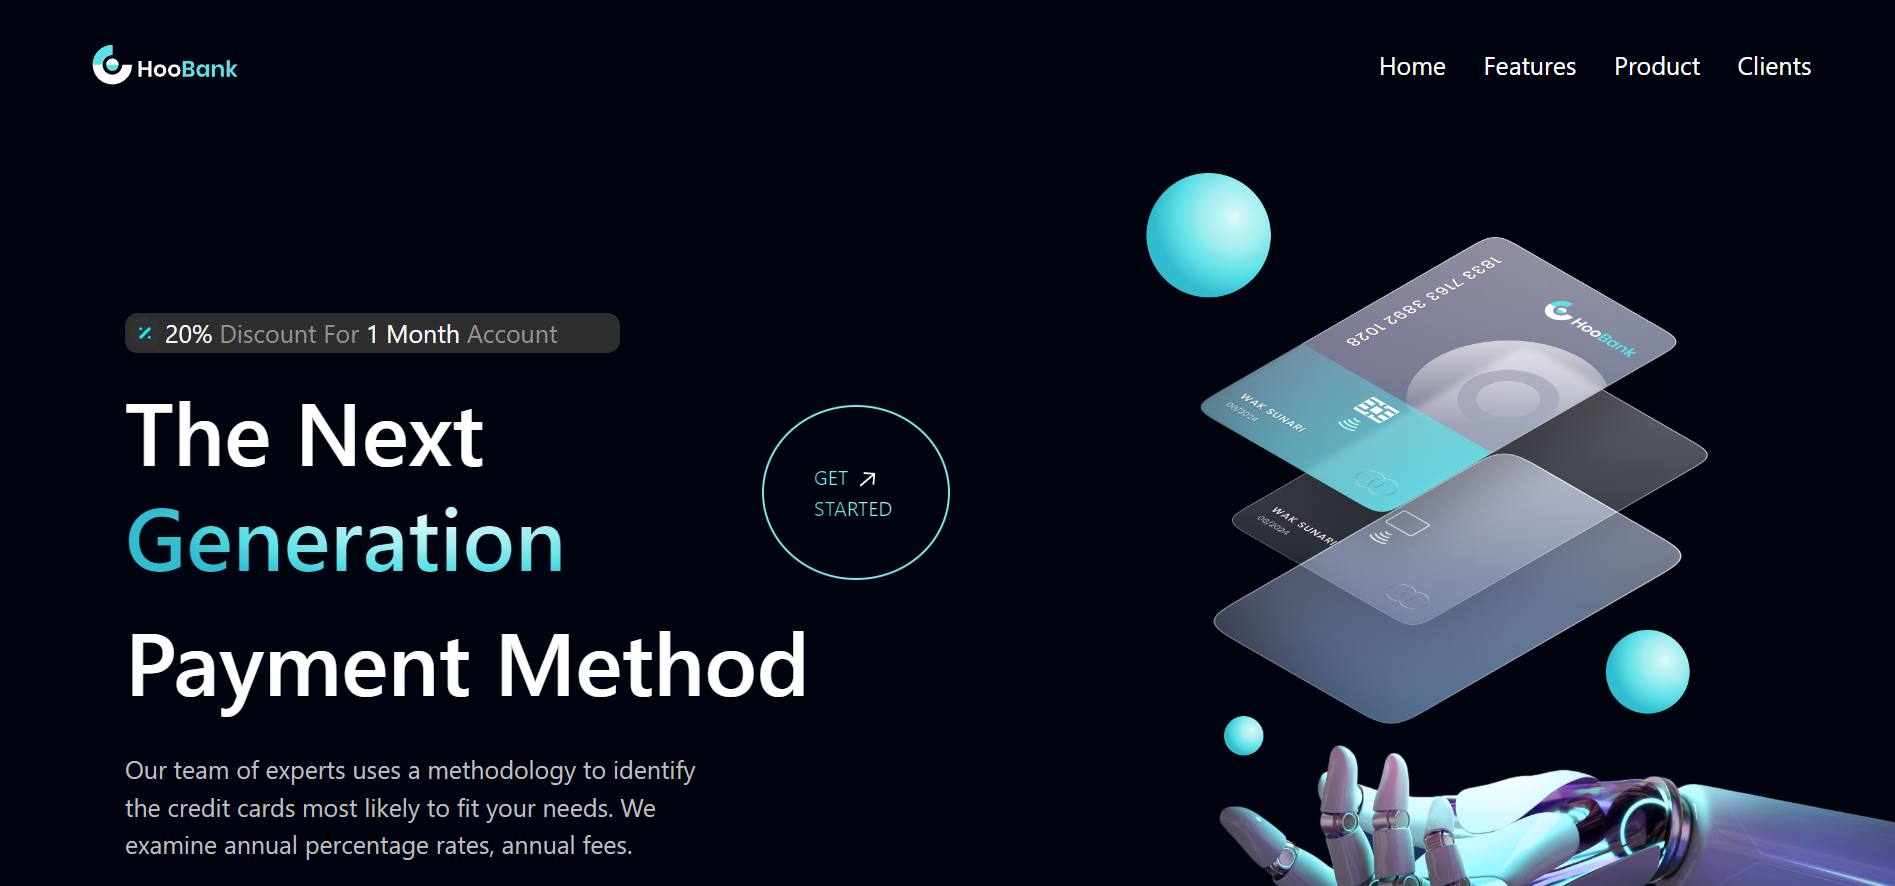 HooBank
Home Features Product Clients
20% Discount For 1 Month Account
The Next
Generation
Payment Method
Our team of experts uses a methodology to identify
the credit cards most likely to fit your needs. We
examine annual percentage rates, annual fees.
GET
STARTED
1833 7163 3892 1028
HooBank
WAK SUNARI
08/2024
WAK SUNARI
08/2024